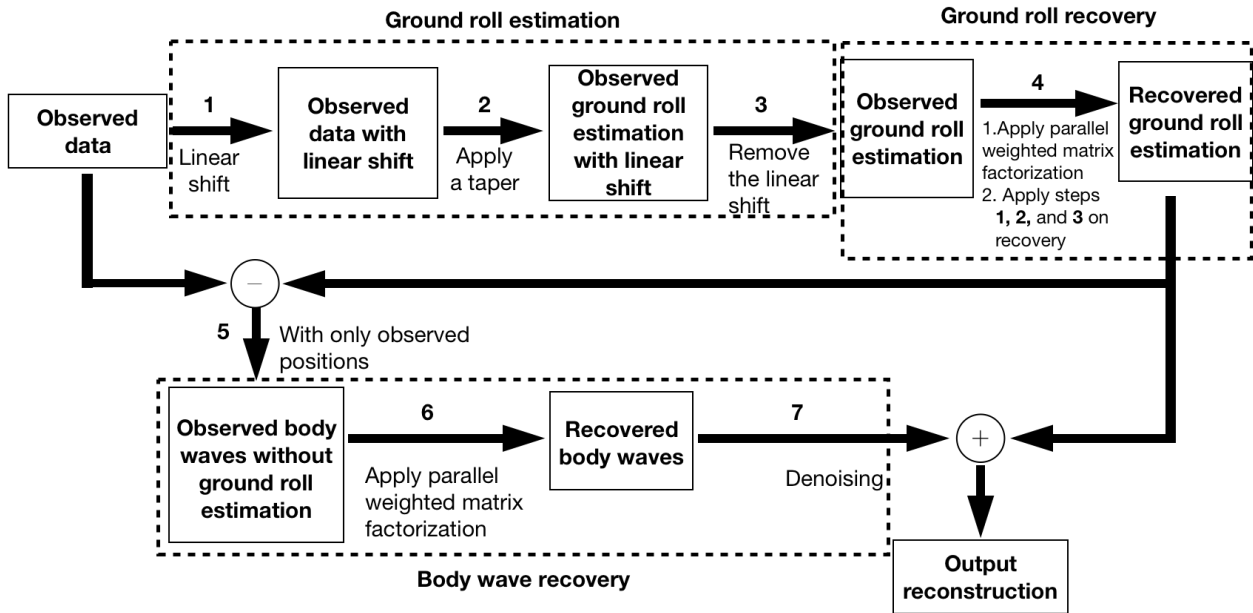 Ground roll estimation
Ground roll recovery
Observed
data
1
Linear
shift
Observed
data with
linear shift
2
Apply
a taper
Observed
ground roll
estimation
with linear
shift
3
Remove
the linear
shift
Observed
ground roll
estimation
4
1.Apply parallel
weighted matrix
factorization
2. Apply steps
1, 2, and 3 on
recovery
Recovered
ground roll
estimation
−
5
With only observed
positions
Observed body
waves without
ground roll
estimation
6
Apply parallel
weighted matrix
factorization
Recovered
body waves
7
Denoising
+
Output
reconstruction
Body wave recovery